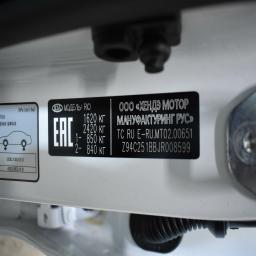 KIA МОДЕЛЬ: RIO
EAC
1620 КГ
2420 КГ
1- 850 КГ
2- 840 КГ
ООО «ХЕНДЭ МОТОР
МАНУФАКТУРИНГ РУС»
ТС RU E-RU.MT02.00651
Z94C251BBJR008599